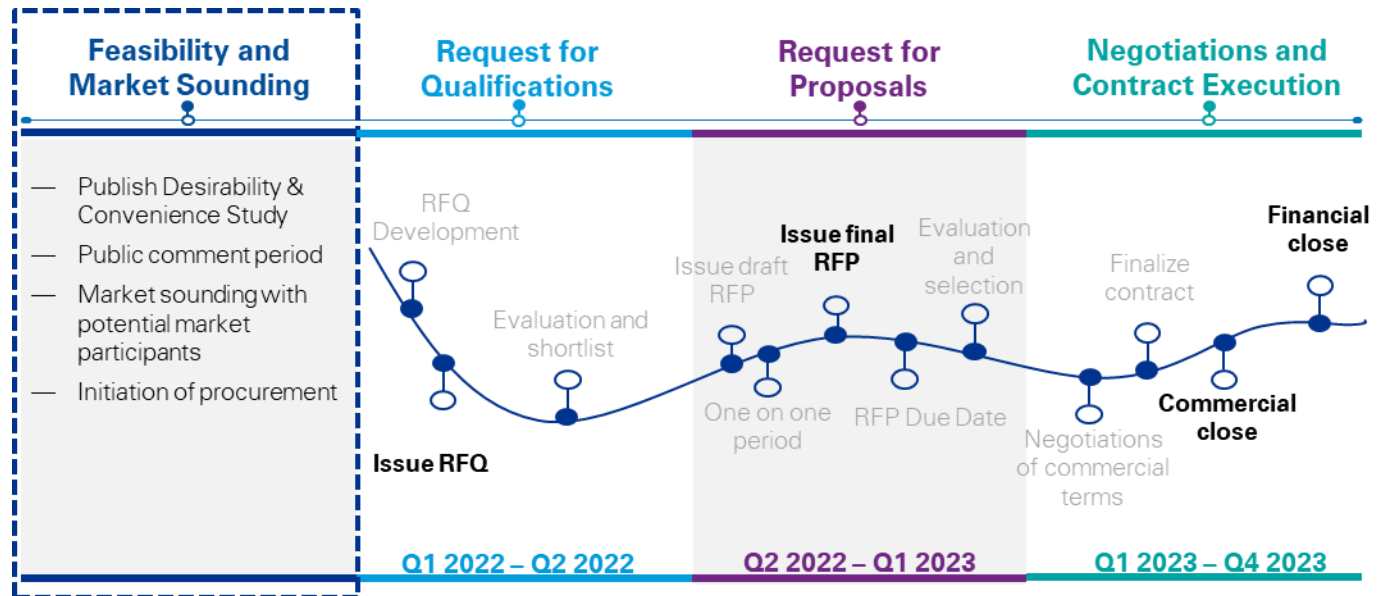 Feasibility and
Market Sounding
Request for
Qualifications
Request for
Proposals
Negotiations and
Contract Execution
— Publish Desirability &
Convenience Study
— Public comment period
— Market sounding with
potential market
participants
— Initiation of procurement
RFQ
Development
Issue RFQ
Evaluation and
shortlist
Issue draft
RFP
One on one
period
Issue final
RFP
RFP Due Date
Evaluation
and
selection
Negotiations
of commercial
terms
Finalize
contract
Commercial
close
Financial
close
Q1 2022 – Q2 2022
Q2 2022 – Q1 2023
Q1 2023 – Q4 2023